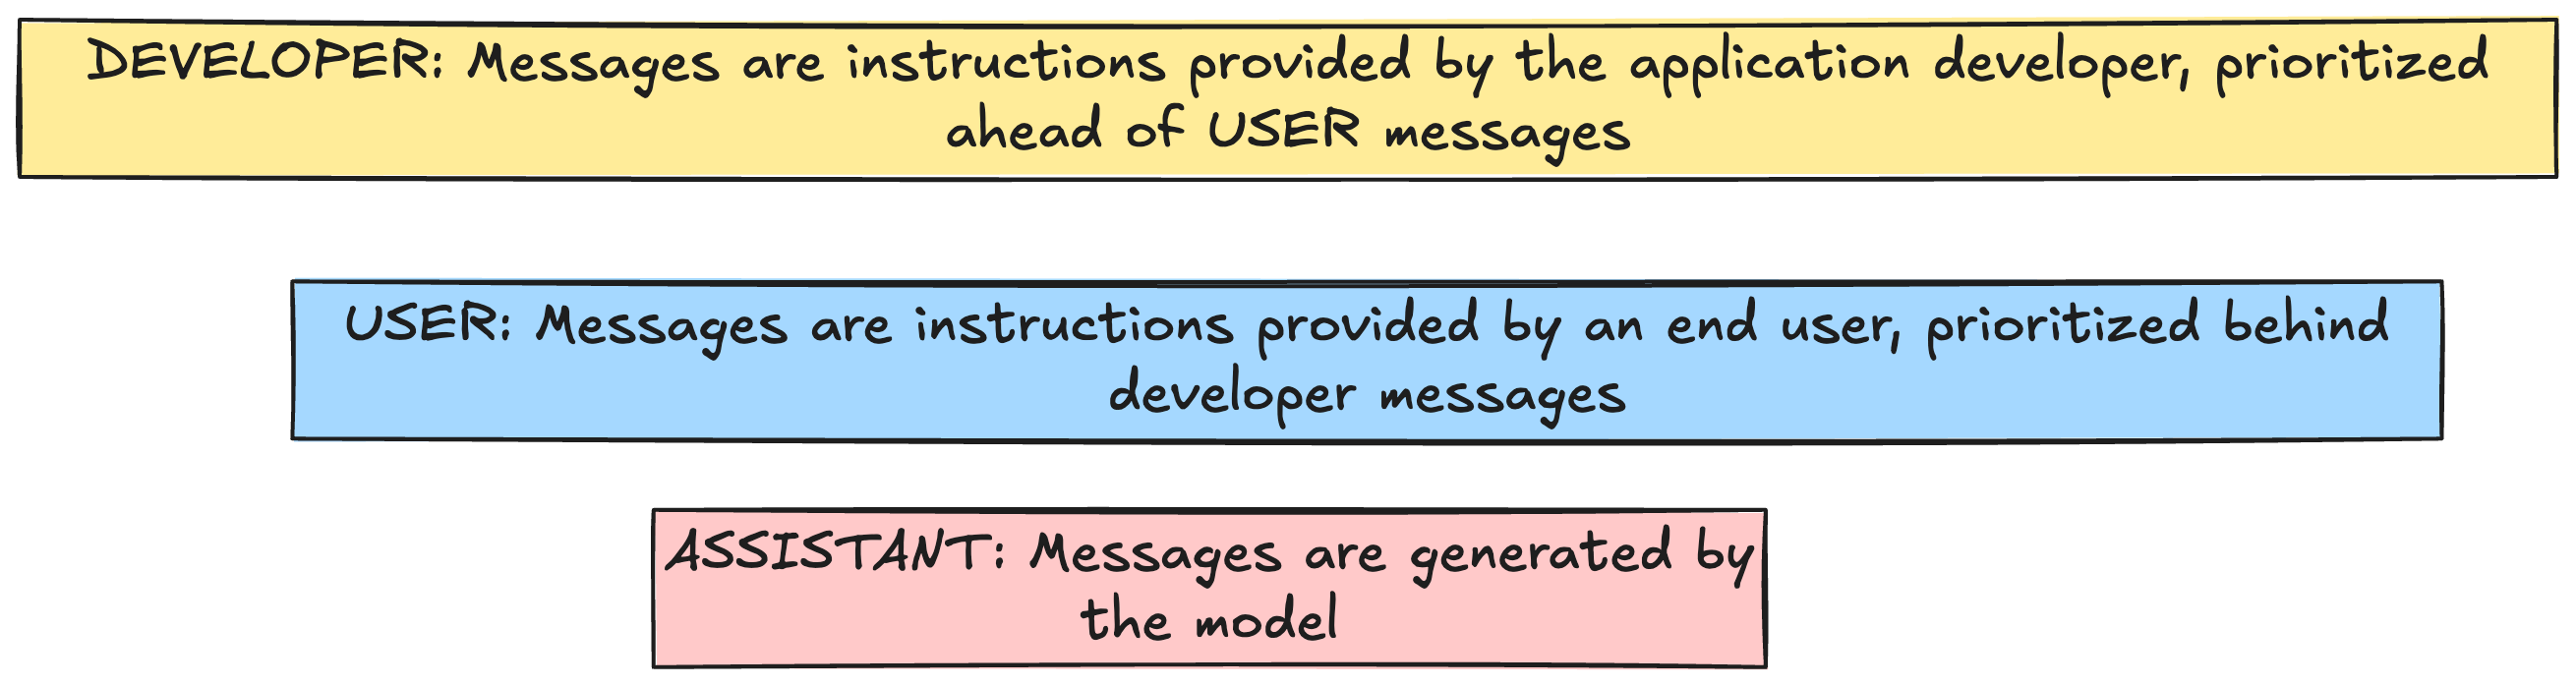 DEVELOPER: Messages are instructions provided by the application developer, prioritized
ahead of USER messages
USER: Messages are instructions provided by an end user, prioritized behind
developer messages
ASSISTANT: Messages are generated by
the model